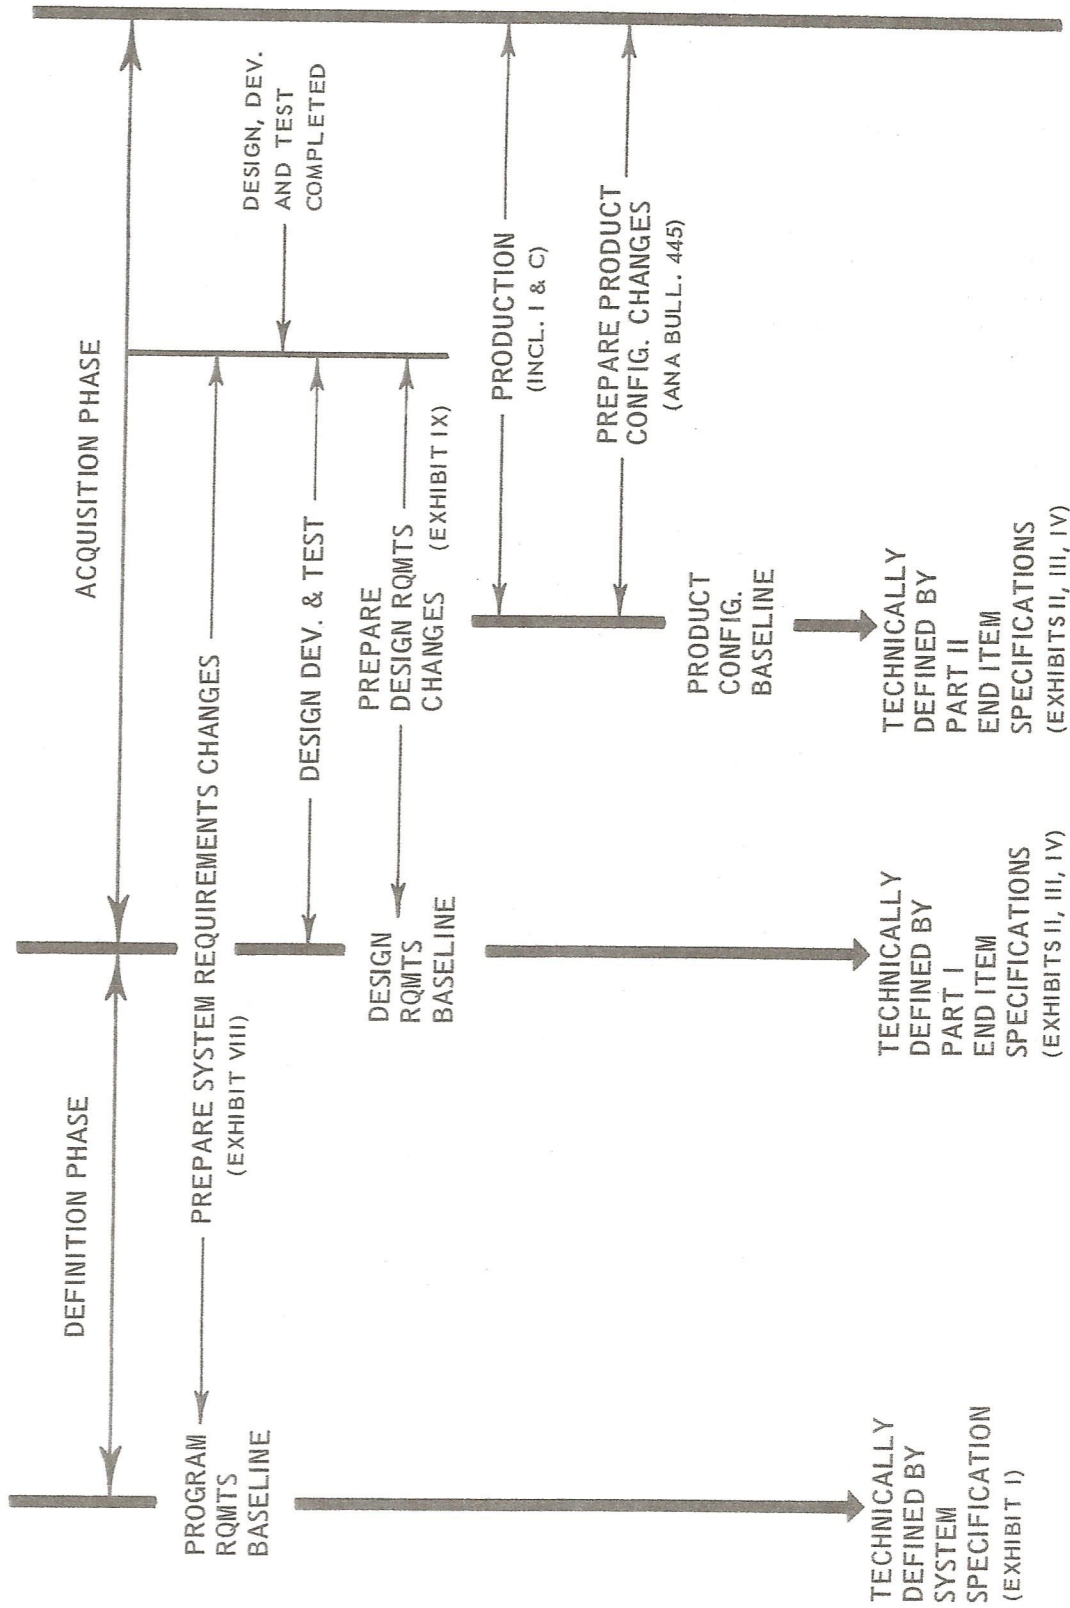 DEFINITION PHASE
ACQUISITION PHASE
PREPARE SYSTEM REQUIREMENTS CHANGES
(EXHIBIT VIII)
DESIGN, DEV.
AND TEST
COMPLETED
DESIGN DEV. & TEST
PREPARE
DESIGN RQMTS
CHANGES (EXHIBIT IX)
PRODUCTION
(INCL. I & C)
PREPARE PRODUCT
CONFIG. CHANGES
(ANA BULL. 445)
PROGRAM
RQMTS
BASELINE
DESIGN
RQMTS
BASELINE
PRODUCT
CONFIG.
BASELINE
TECHNICALLY
DEFINED BY
SYSTEM
SPECIFICATION
(EXHIBIT I)
TECHNICALLY
DEFINED BY
PART I
END ITEM
SPECIFICATIONS
(EXHIBITS II, III, IV)
TECHNICALLY
DEFINED BY
PART II
END ITEM
SPECIFICATIONS
(EXHIBITS II, III, IV)